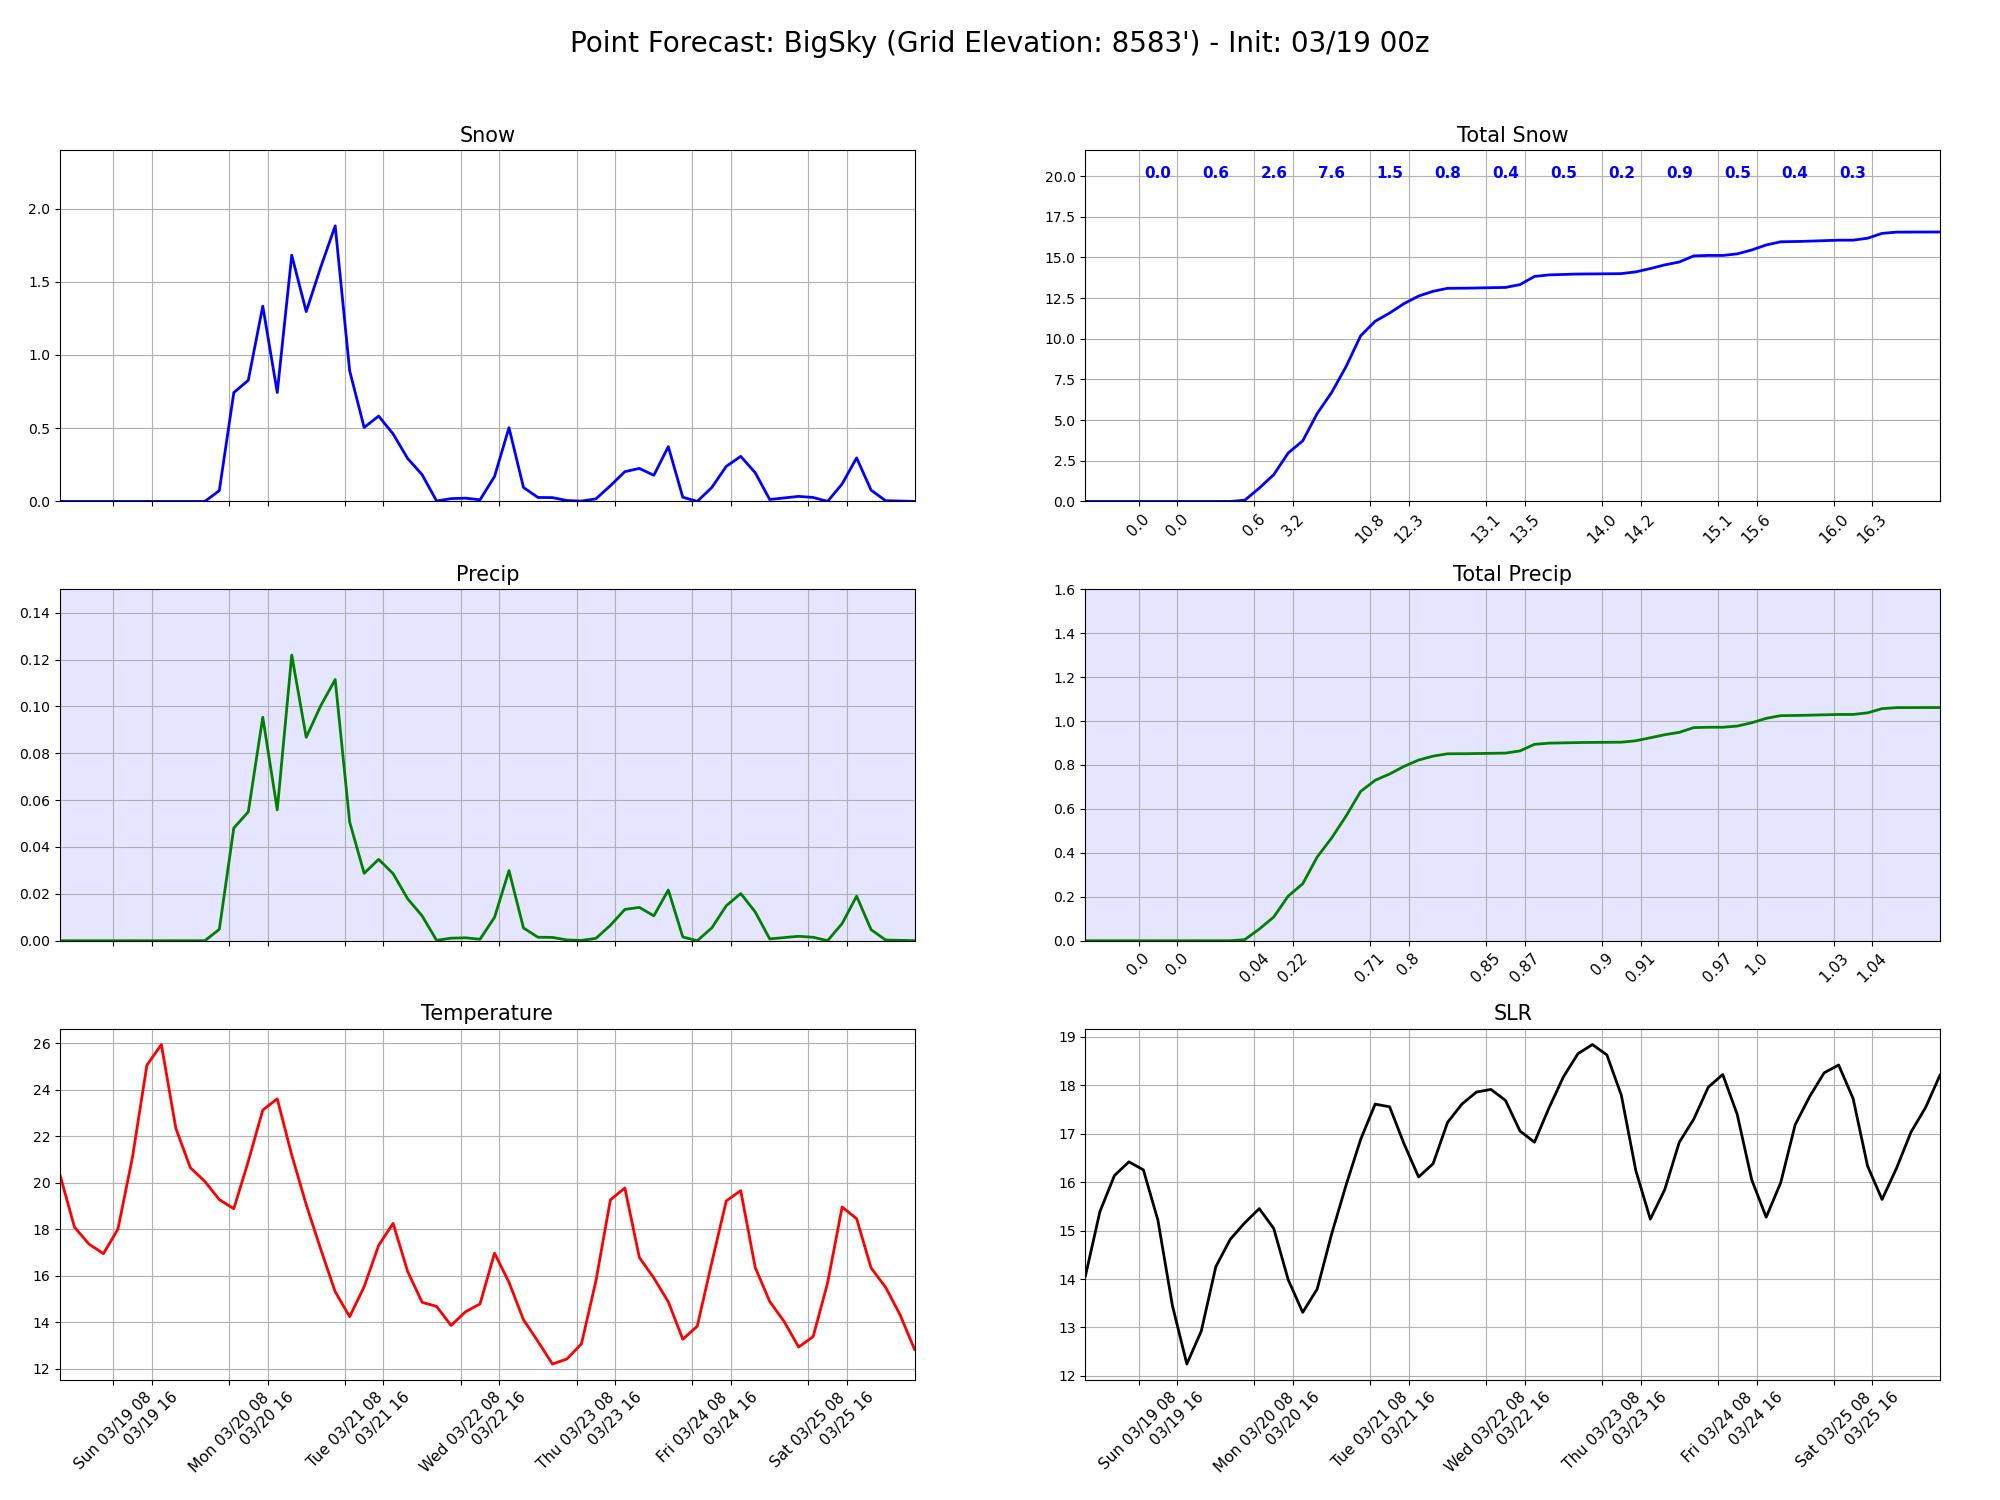 Point Forecast: BigSky (Grid Elevation: 8583') - Init: 03/19 00z
Snow
2.0
1.5
1.0
0.5
0.0
Total Snow
0.0 0.6 2.6 7.6 1.5 0.8 0.4 0.5 0.2 0.9 0.5 0.4 0.3
20.0
17.5
15.0
12.5
10.0
7.5
5.0
2.5
0.0
0.0 0.0 0.6 3.2 10.8 12.3 13.1 13.5 14.0 14.2 15.1 15.6 16.0 16.3
Precip
0.14
0.12
0.10
0.08
0.06
0.04
0.02
0.00
Total Precip
1.6
1.4
1.2
1.0
0.8
0.6
0.4
0.2
0.0
0.0 0.0 0.04 0.22 0.71 0.8 0.85 0.87 0.9 0.91 0.97 1.0 1.03 1.04
Temperature
26
24
22
20
18
16
14
12
Sun 03/19 08
03/19 16
Mon 03/20 08
03/20 16
Tue 03/21 08
03/21 16
Wed 03/22 08
03/22 16
Thu 03/23 08
03/23 16
Fri 03/24 08
03/24 16
Sat 03/25 08
03/25 16
SLR
19
18
17
16
15
14
13
12
Sun 03/19 08
03/19 16
Mon 03/20 08
03/20 16
Tue 03/21 08
03/21 16
Wed 03/22 08
03/22 16
Thu 03/23 08
03/23 16
Fri 03/24 08
03/24 16
Sat 03/25 08
03/25 16